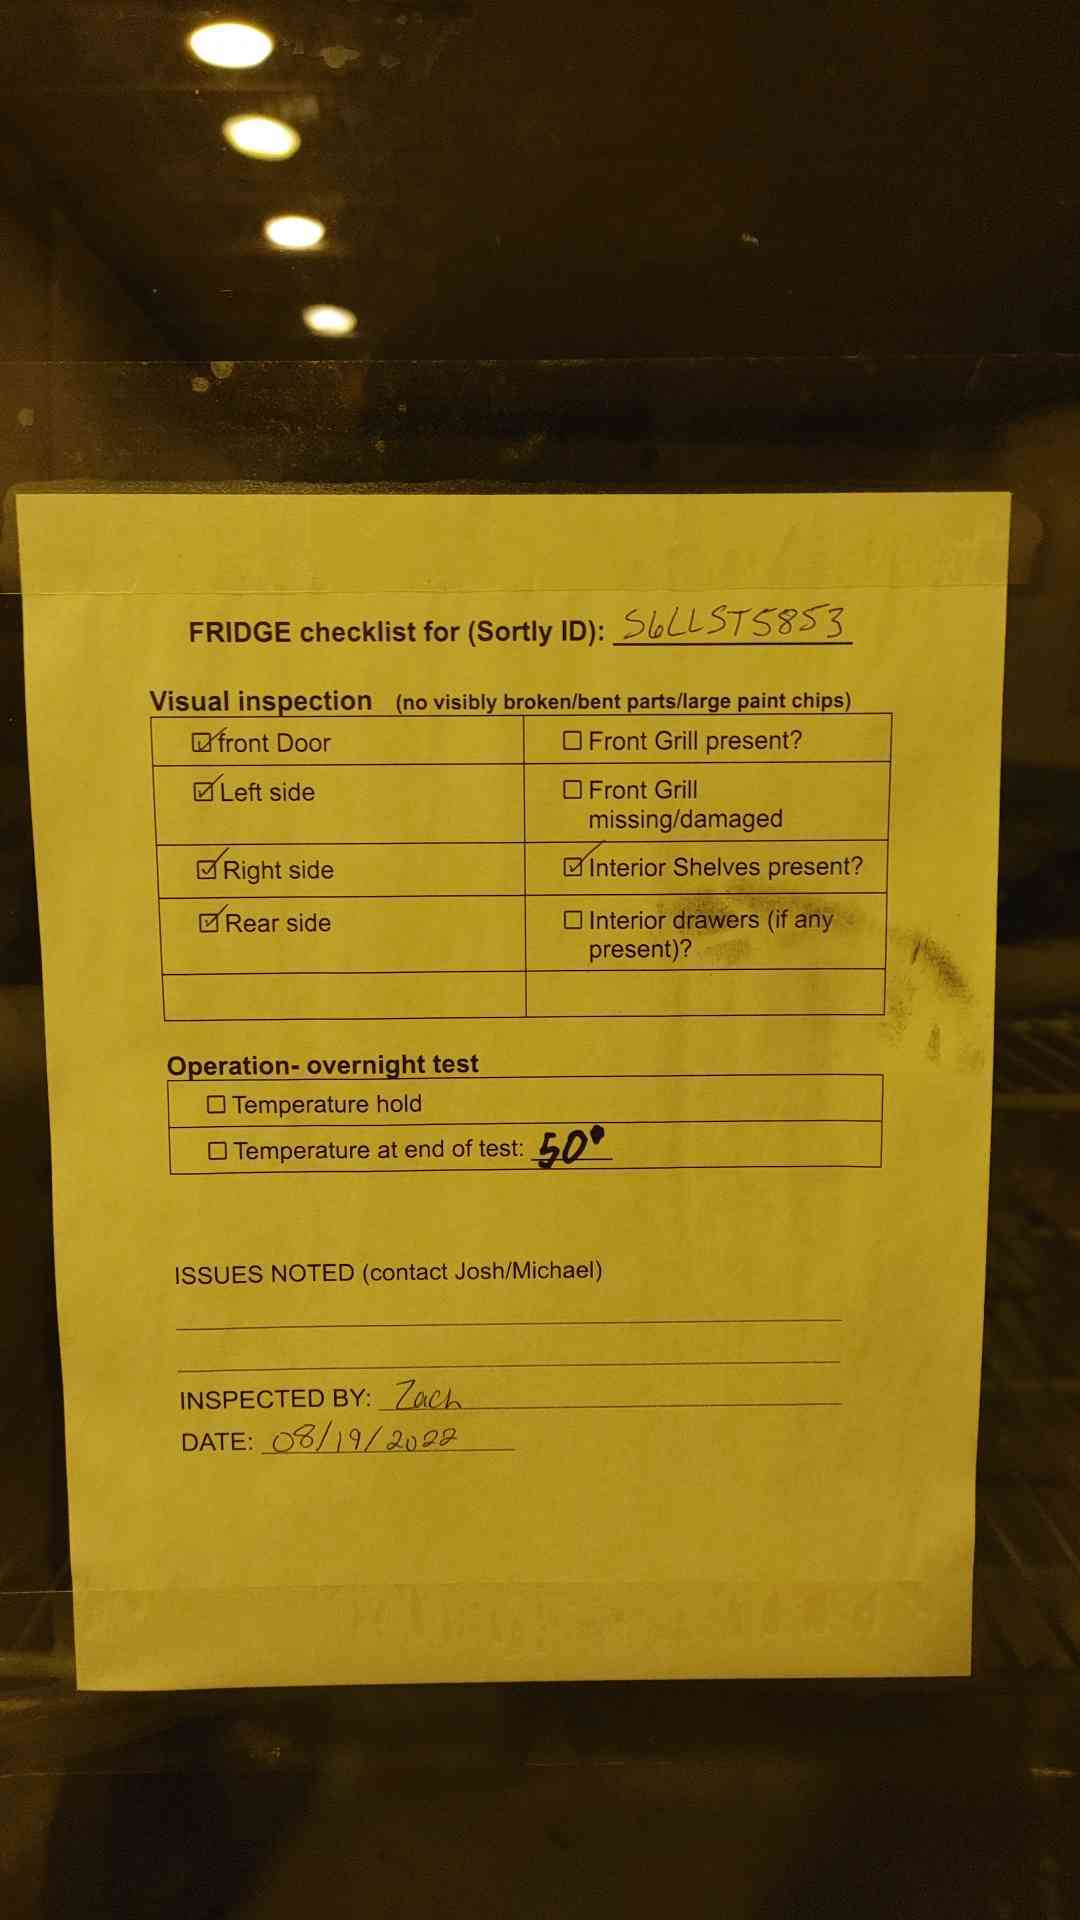 FRIDGE checklist for (Sortly ID): S6LLST5853
Visual inspection (no visibly broken/bent parts/large paint chips)
☑ front Door ☐ Front Grill present?
☑ Left side ☐ Front Grill
missing/damaged
☑ Right side ☑ Interior Shelves present?
☑ Rear side ☐ Interior drawers (if any
present)?
Operation- overnight test
☐ Temperature hold
☐ Temperature at end of test: 50°
ISSUES NOTED (contact Josh/Michael)
INSPECTED BY: Zach
DATE: 08/19/2022